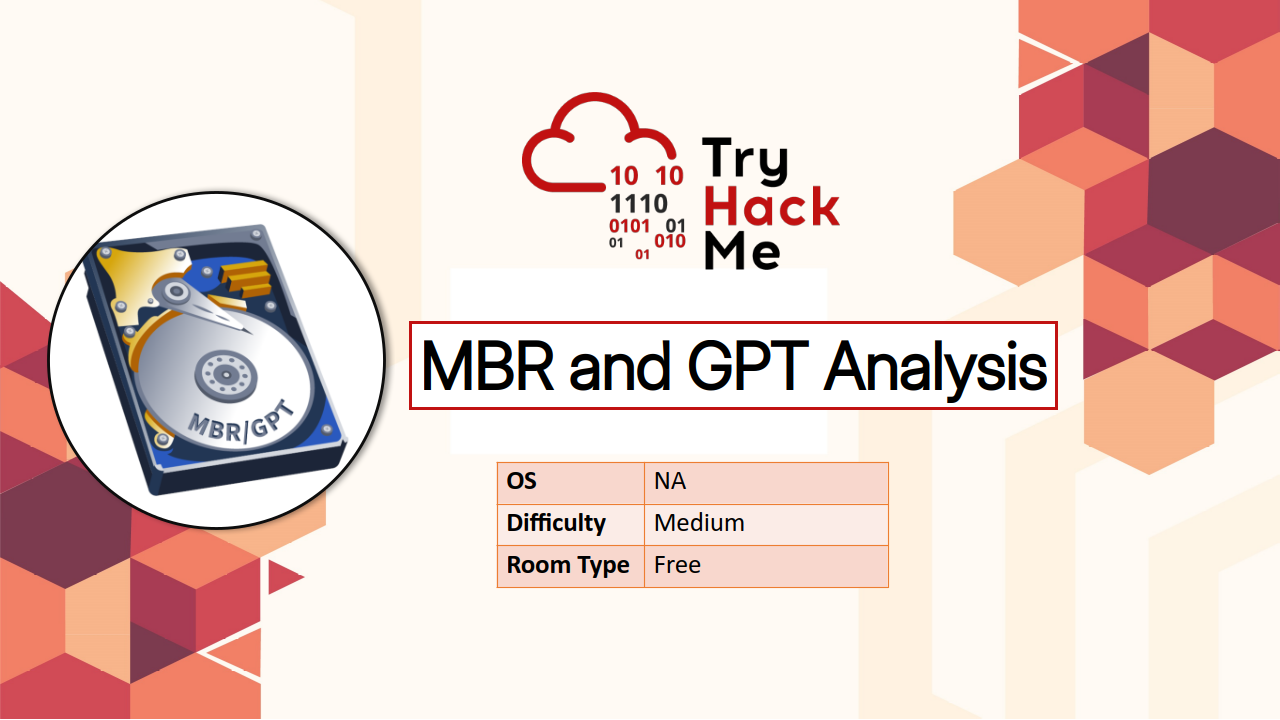 Try
Hack
Me
10 10
1110
0101 01
01 010
01
MBR and GPT Analysis
MBR/GPT
OS NA
Difficulty Medium
Room Type Free